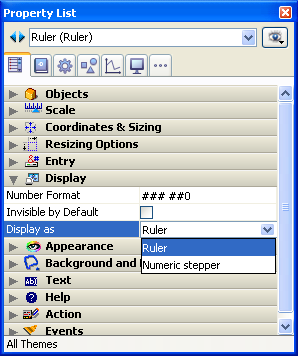 Property List
Ruler (Ruler)
Objects
Scale
Coordinates & Sizing
Resizing Options
Entry
Display
Number Format ### ##0
Invisible by Default
Display as Ruler
Ruler
Appearance
Numeric stepper
Background and
Text
Help
Action
Events
All Themes